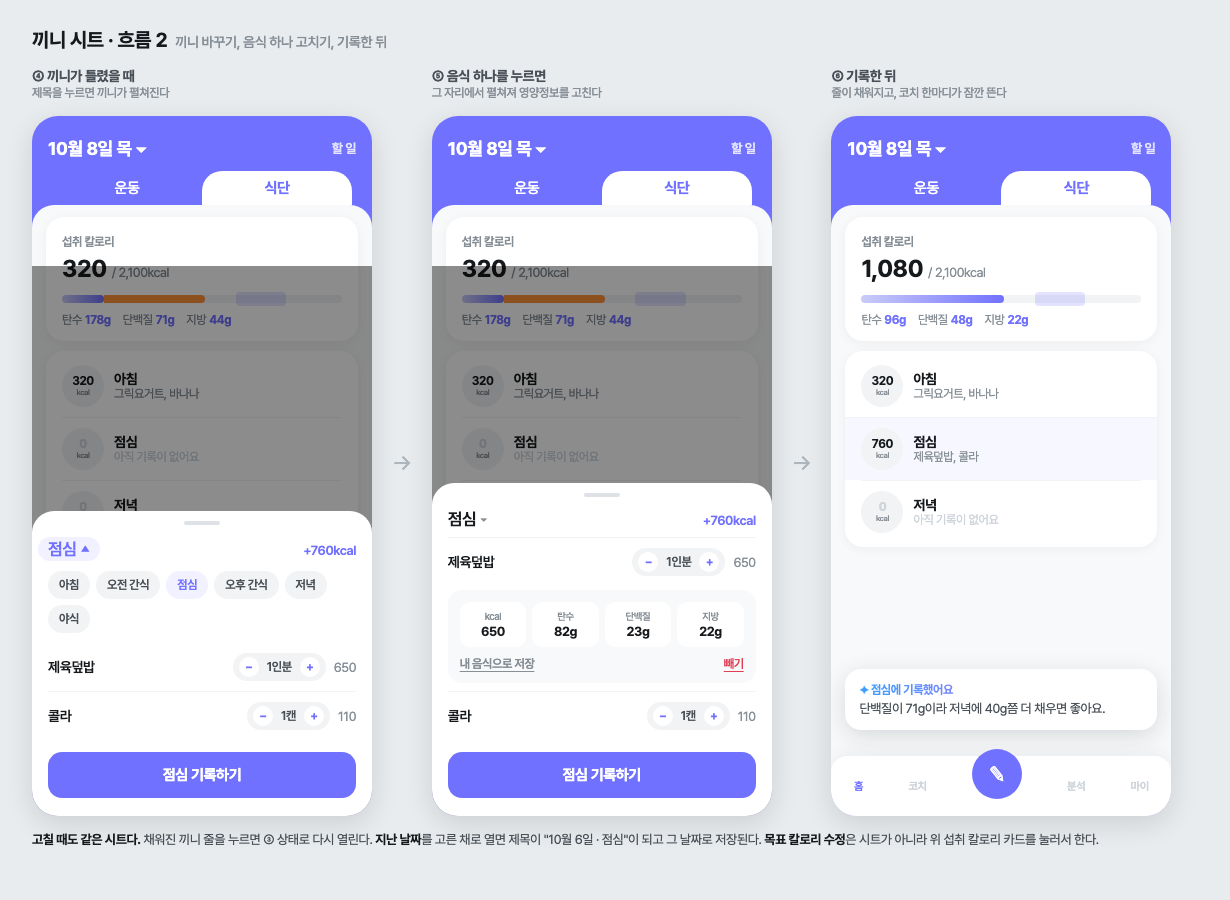 끼니 시트 · 흐름 2 끼니 바꾸기, 음식 하나 고치기, 기록한 뒤
④ 끼니가 틀렸을 때
제목을 누르면 끼니가 펼쳐진다
10월 8일 목
할 일
운동
식단
섭취 칼로리
320 / 2,100kcal
탄수 178g 단백질 71g 지방 44g
320
kcal
아침
그릭요거트, 바나나
0
kcal
점심
아직 기록이 없어요
저녁
점심
+760kcal
아침
오전 간식
점심
오후 간식
저녁
야식
제육덮밥
− 1인분 + 650
콜라
− 1캔 + 110
점심 기록하기
⑤ 음식 하나를 누르면
그 자리에서 펼쳐져 영양정보를 고친다
10월 8일 목
할 일
운동
식단
섭취 칼로리
320 / 2,100kcal
탄수 178g 단백질 71g 지방 44g
320
kcal
아침
그릭요거트, 바나나
0
kcal
점심
아직 기록이 없어요
점심
+760kcal
제육덮밥
− 1인분 + 650
kcal
650
탄수
82g
단백질
23g
지방
22g
내 음식으로 저장
빼기
콜라
− 1캔 + 110
점심 기록하기
⑥ 기록한 뒤
줄이 채워지고, 코치 한마디가 잠깐 뜬다
10월 8일 목
할 일
운동
식단
섭취 칼로리
1,080 / 2,100kcal
탄수 96g 단백질 48g 지방 22g
320
kcal
아침
그릭요거트, 바나나
760
kcal
점심
제육덮밥, 콜라
0
kcal
저녁
아직 기록이 없어요
✦ 점심에 기록했어요
단백질이 71g이라 저녁에 40g쯤 더 채우면 좋아요.
홈
코치
분석
마이
고칠 때도 같은 시트다. 채워진 끼니 줄을 누르면 ③ 상태로 다시 열린다. 지난 날짜를 고른 채로 열면 제목이 "10월 6일 · 점심"이 되고 그 날짜로 저장된다. 목표 칼로리 수정은 시트가 아니라 위 섭취 칼로리 카드를 눌러서 한다.